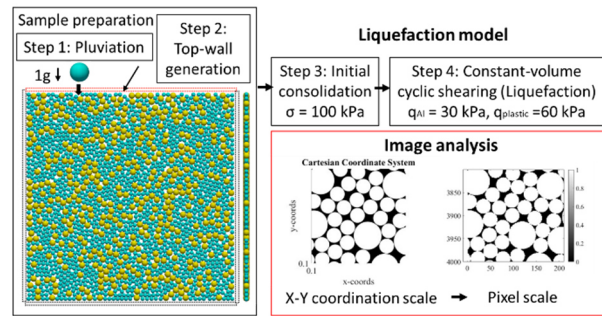 Sample preparation
Step 1: Pluviation
Step 2:
Top-wall
generation
1g
Liquefaction model
Step 3: Initial
consolidation
σ = 100 kPa
Step 4: Constant-volume
cyclic shearing (Liquefaction)
qAl = 30 kPa, qplastic =60 kPa
Image analysis
Cartesian Coordinate System
y-coords
0.1
0.1
x-coords
3850
3900
3950
4000
0 50 100 150 200
1
0.8
0.6
0.4
0.2
0
X-Y coordination scale
Pixel scale